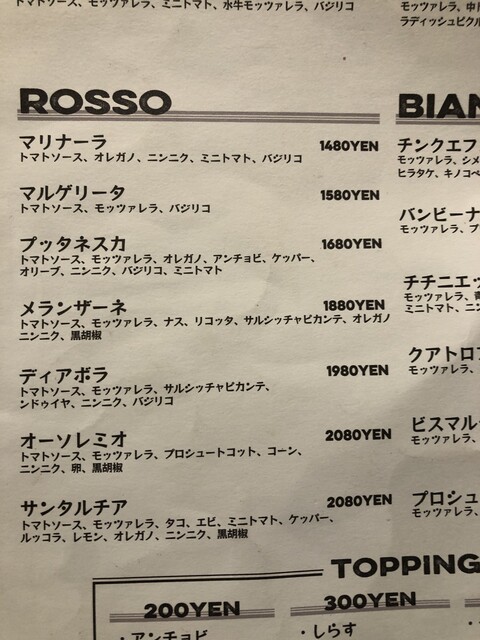 トマトソース、モッツァレラ、ミニトマト、水牛モッツァレラ、バジリコ
ROSSO
マリナーラ 1480YEN
トマトソース、オレガノ、ニンニク、ミニトマト、バジリコ
マルゲリータ 1580YEN
トマトソース、モッツァレラ、バジリコ
プッタネスカ 1680YEN
トマトソース、モッツァレラ、オレガノ、アンチョビ、ケッパー、
オリーブ、ニンニク、バジリコ、ミニトマト
メランザーネ 1880YEN
トマトソース、モッツァレラ、ナス、リコッタ、サルシッチャピカンテ、オレガノ
ニンニク、黒胡椒
ディアボラ 1980YEN
トマトソース、モッツァレラ、サルシッチャピカンテ、
ンドゥイヤ、ニンニク、バジリコ
オーソレミオ 2080YEN
トマトソース、モッツァレラ、プロシュートコット、コーン、
ニンニク、卵、黒胡椒
サンタルチア 2080YEN
トマトソース、モッツァレラ、タコ、エビ、ミニトマト、ケッパー、
ルッコラ、レモン、オレガノ、ニンニク、黒胡椒
モッツァレラ、
ラディッシュピクル
BIAN
チンクエフ
モッツァレラ、シメ
ヒラタケ、キノコペ
バンビーナ
モッツァレラ、
チチニエッ
モッツァレラ、
ミニトマト、ニン
クアトロフ
モッツァレラ、
ビスマル
モッツァレラ、
プロシュ
モッツァレラ、
TOPPING
200YEN
・アンチョビ
300YEN
・しらす